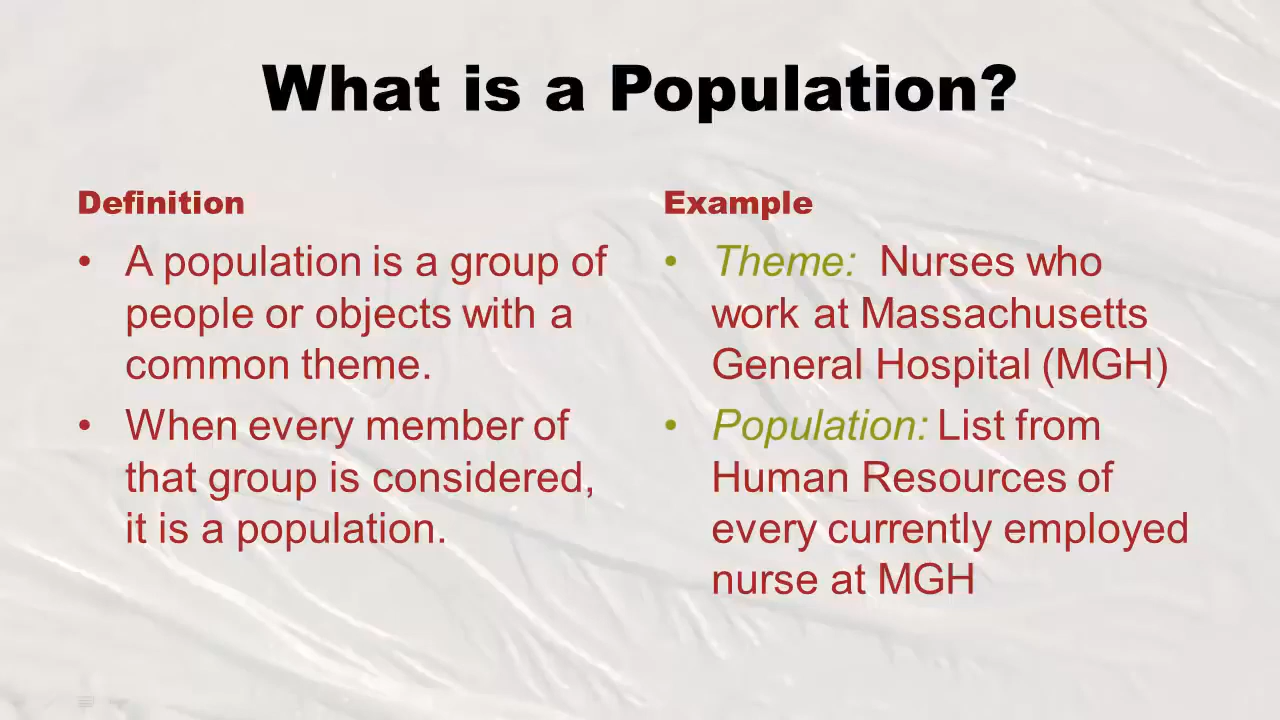 What is a Population?
Definition
• A population is a group of
people or objects with a
common theme.
• When every member of
that group is considered,
it is a population.
Example
• Theme: Nurses who
work at Massachusetts
General Hospital (MGH)
• Population: List from
Human Resources of
every currently employed
nurse at MGH